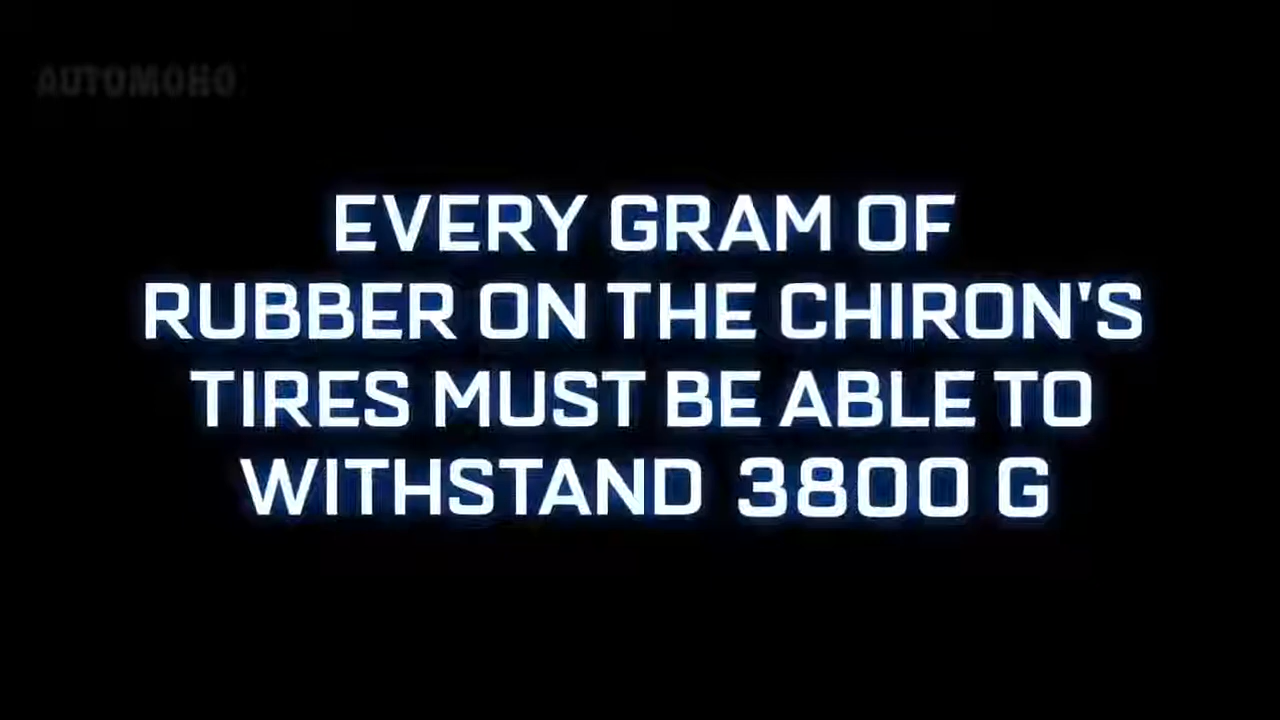 AUTOMOHO
EVERY GRAM OF
RUBBER ON THE CHIRON'S
TIRES MUST BE ABLE TO
WITHSTAND 3800 G